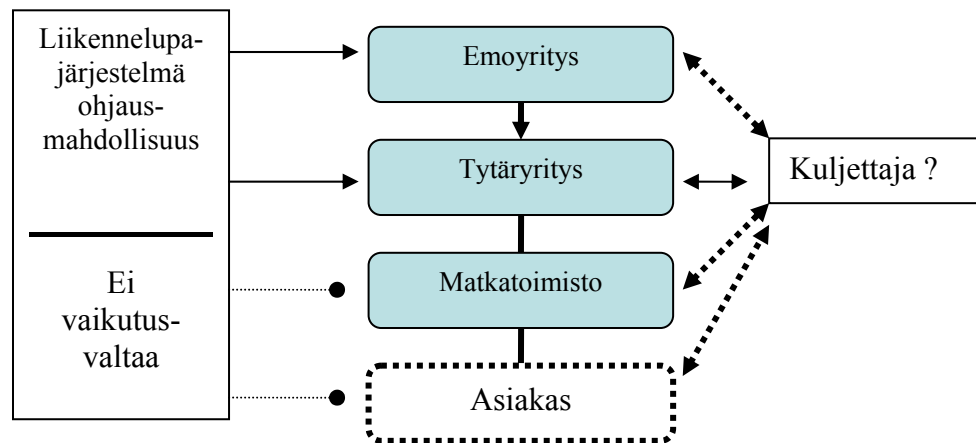 Liikennelupa-
järjestelmä
ohjaus-
mahdollisuus
Ei
vaikutus-
valtaa
Emoyritys
Tytäryritys
Matkatoimisto
Asiakas
Kuljettaja ?